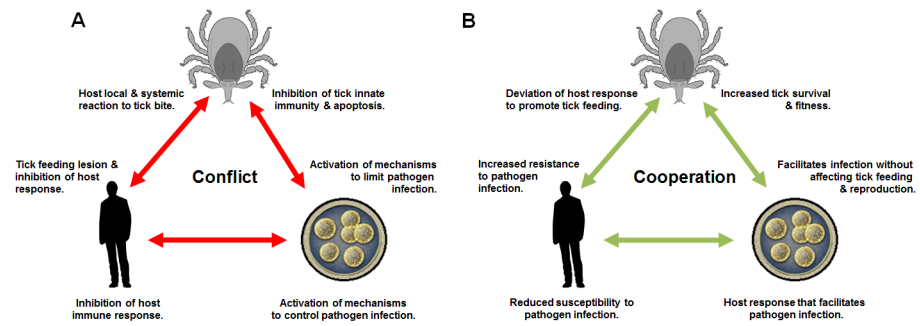 A
Host local & systemic
reaction to tick bite.
Inhibition of tick innate
immunity & apoptosis.
Tick feeding lesion &
inhibition of host
response.
Conflict
Activation of mechanisms
to limit pathogen
infection.
Inhibition of host
immune response.
Activation of mechanisms
to control pathogen infection.
B
Deviation of host response
to promote tick feeding.
Increased tick survival
& fitness.
Increased resistance
to pathogen
infection.
Cooperation
Facilitates infection without
affecting tick feeding
& reproduction.
Reduced susceptibility to
pathogen infection.
Host response that facilitates
pathogen infection.